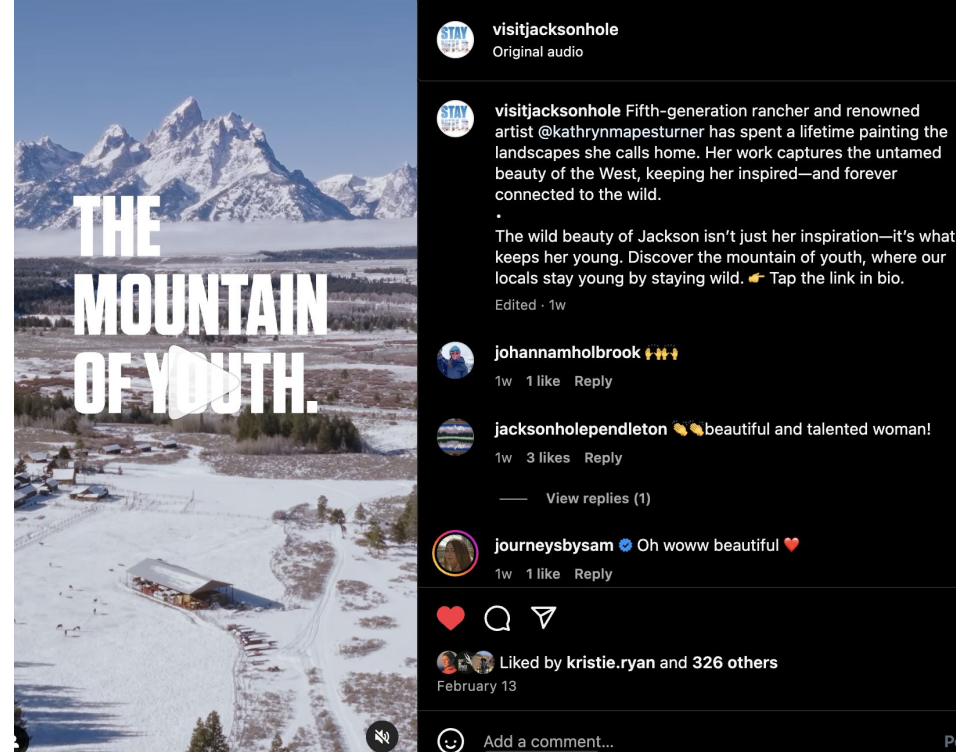 THE
MOUNTAIN
OF YOUTH.
STAY
WILD
visitjacksonhole
Original audio
STAY
WILD
visitjacksonhole Fifth-generation rancher and renowned
artist @kathrynmapesturner has spent a lifetime painting the
landscapes she calls home. Her work captures the untamed
beauty of the West, keeping her inspired—and forever
connected to the wild.
•
The wild beauty of Jackson isn’t just her inspiration—it’s what
keeps her young. Discover the mountain of youth, where our
locals stay young by staying wild. 👉 Tap the link in bio.
Edited · 1w
johannamholbrook 🙌🙌
1w 1 like Reply
jacksonholependleton 👏👏beautiful and talented woman!
1w 3 likes Reply
View replies (1)
journeysbysam Oh woww beautiful ❤️
1w 1 like Reply
Liked by kristie.ryan and 326 others
February 13
Add a comment...